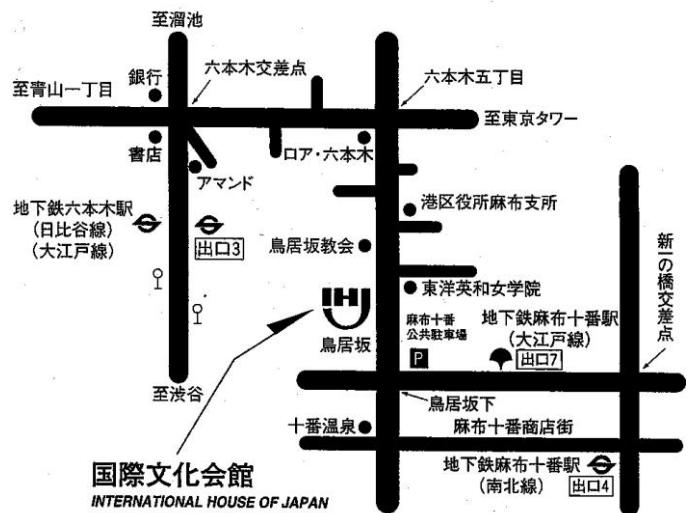 至溜池
六本木交差点
六本木五丁目
銀行
至青山一丁目
至東京タワー
書店
ロア・六本木
アマンド
地下鉄六本木駅
(日比谷線)
(大江戸線)
出口3
港区役所麻布支所
鳥居坂教会
新一の橋交差点
東洋英和女学院
IHJ
鳥居坂
麻布十番
公共駐車場
P
地下鉄麻布十番駅
(大江戸線)
出口7
至渋谷
鳥居坂下
十番温泉
麻布十番商店街
地下鉄麻布十番駅
(南北線)
出口4
国際文化会館
INTERNATIONAL HOUSE OF JAPAN